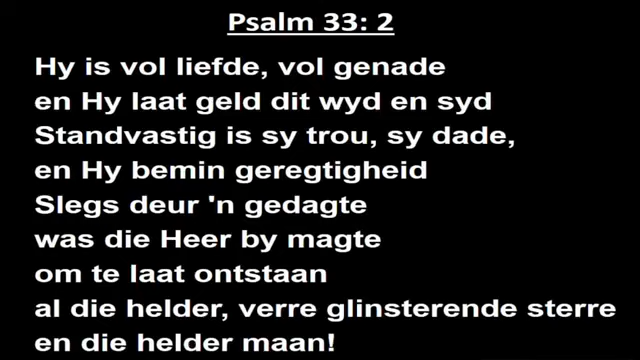 Psalm 33: 2
Hy is vol liefde, vol genade
en Hy laat geld dit wyd en syd
Standvastig is sy trou, sy dade,
en Hy bemin geregtigheid
Slegs deur 'n gedagte
was die Heer by magte
om te laat ontstaan
al die helder, verre glinsterende sterre
en die helder maan!